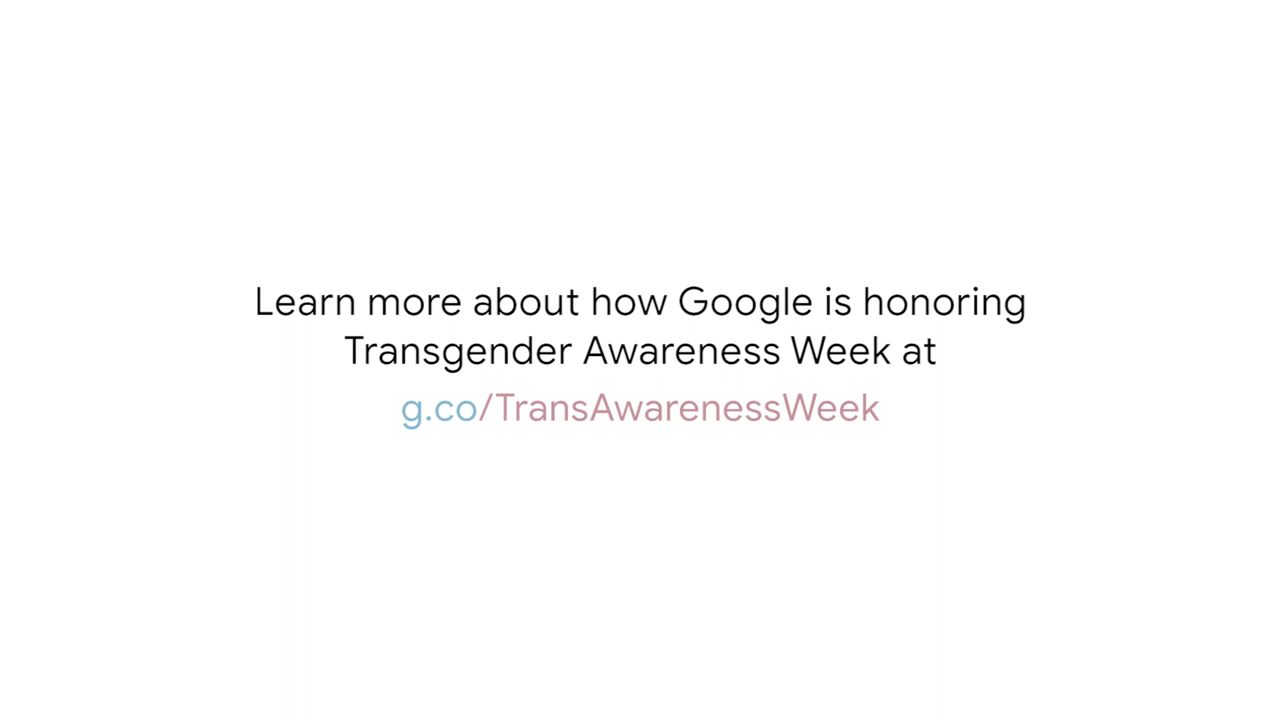 Learn more about how Google is honoring
Transgender Awareness Week at
g.co/TransAwarenessWeek